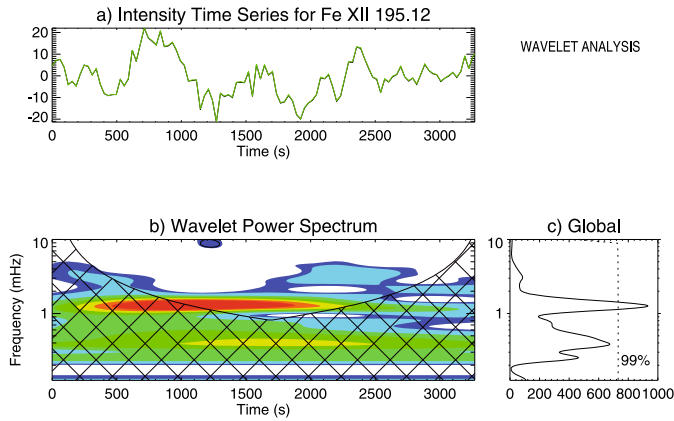 a) Intensity Time Series for Fe XII 195.12
WAVELET ANALYSIS
20
10
0
-10
-20
0 500 1000 1500 2000 2500 3000
Time (s)
b) Wavelet Power Spectrum
c) Global
10
1
Frequency (mHz)
0 500 1000 1500 2000 2500 3000
Time (s)
10
1
99%
0 200 400 600 800 1000